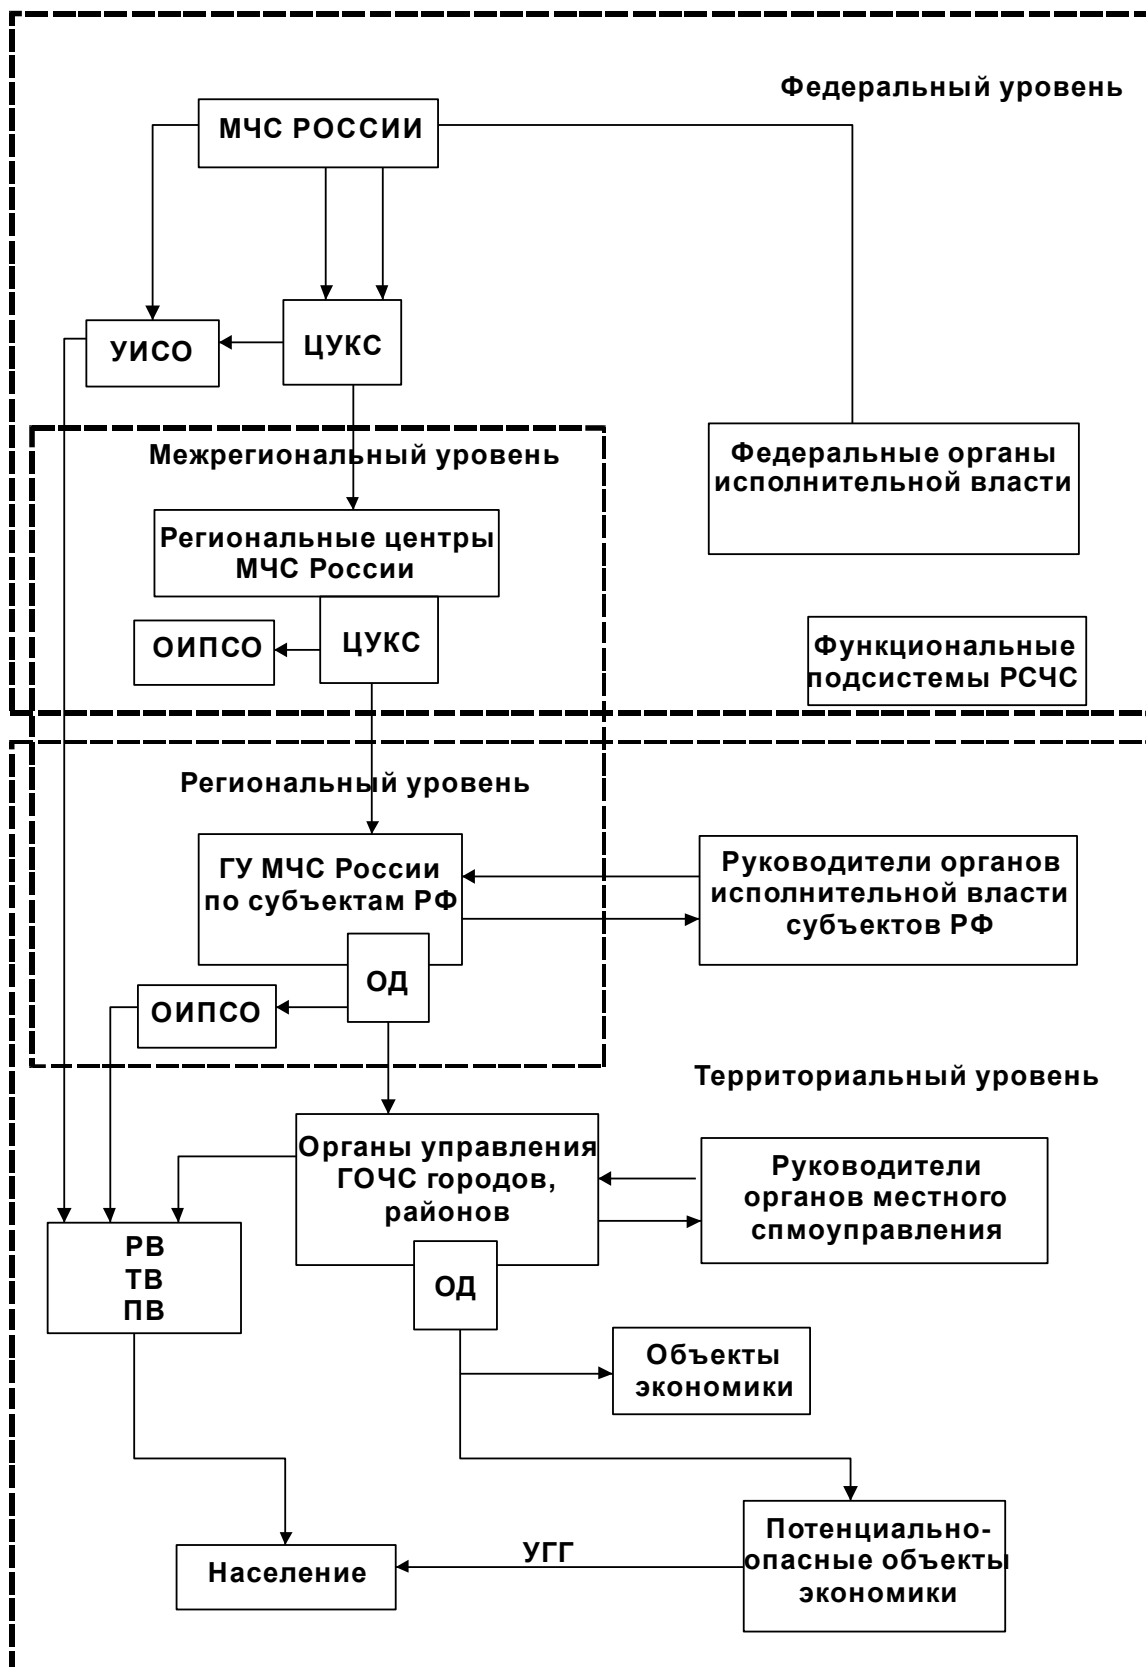 Федеральный уровень
МЧС РОССИИ
УИСО
ЦУКС
Межрегиональный уровень
Федеральные органы
исполнительной власти
Региональные центры
МЧС России
ОИПСО
ЦУКС
Функциональные
подсистемы РСЧС
Региональный уровень
ГУ МЧС России
по субъектам РФ
Руководители органов
исполнительной власти
субъектов РФ
ОД
ОИПСО
Территориальный уровень
Органы управления
ГОЧС городов,
районов
Руководители
органов местного
спмоуправления
РВ
ТВ
ПВ
ОД
Объекты
экономики
Потенциально-
опасные объекты
экономики
УГГ
Население